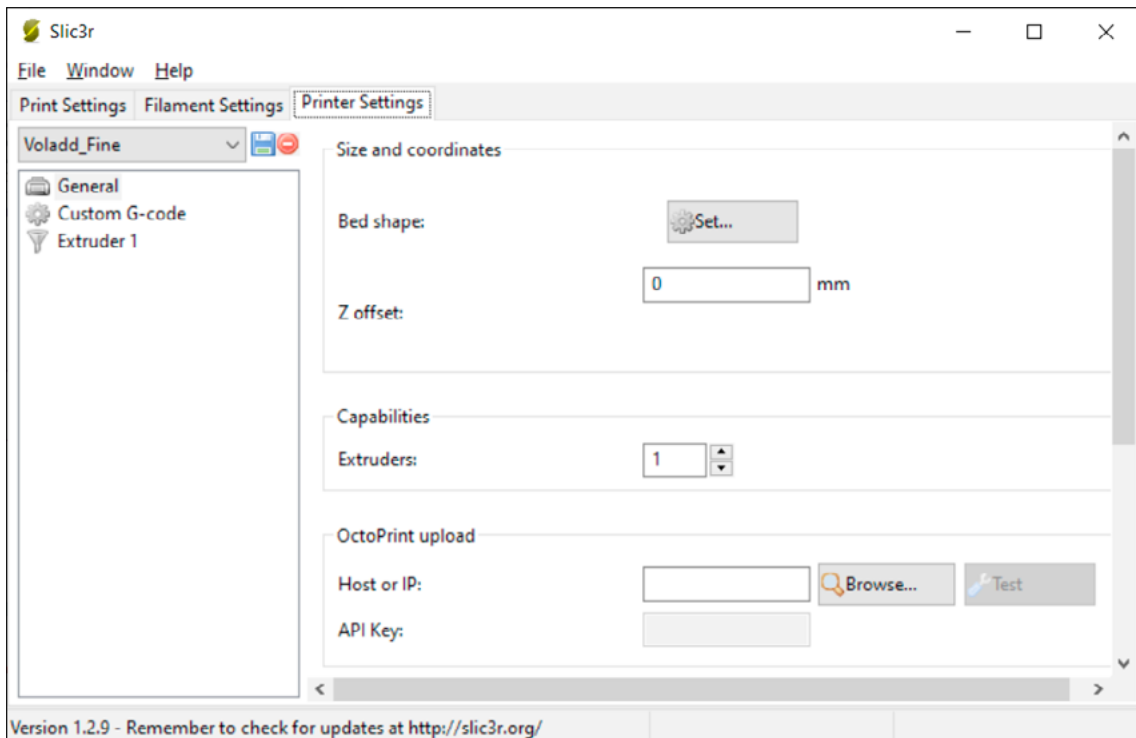 Slic3r
File Window Help
Print Settings Filament Settings Printer Settings
Voladd_Fine
General
Custom G-code
Extruder 1
Size and coordinates
Bed shape:
Set...
Z offset:
0 mm
Capabilities
Extruders:
1
OctoPrint upload
Host or IP:
Browse...
Test
API Key:
Version 1.2.9 - Remember to check for updates at http://slic3r.org/